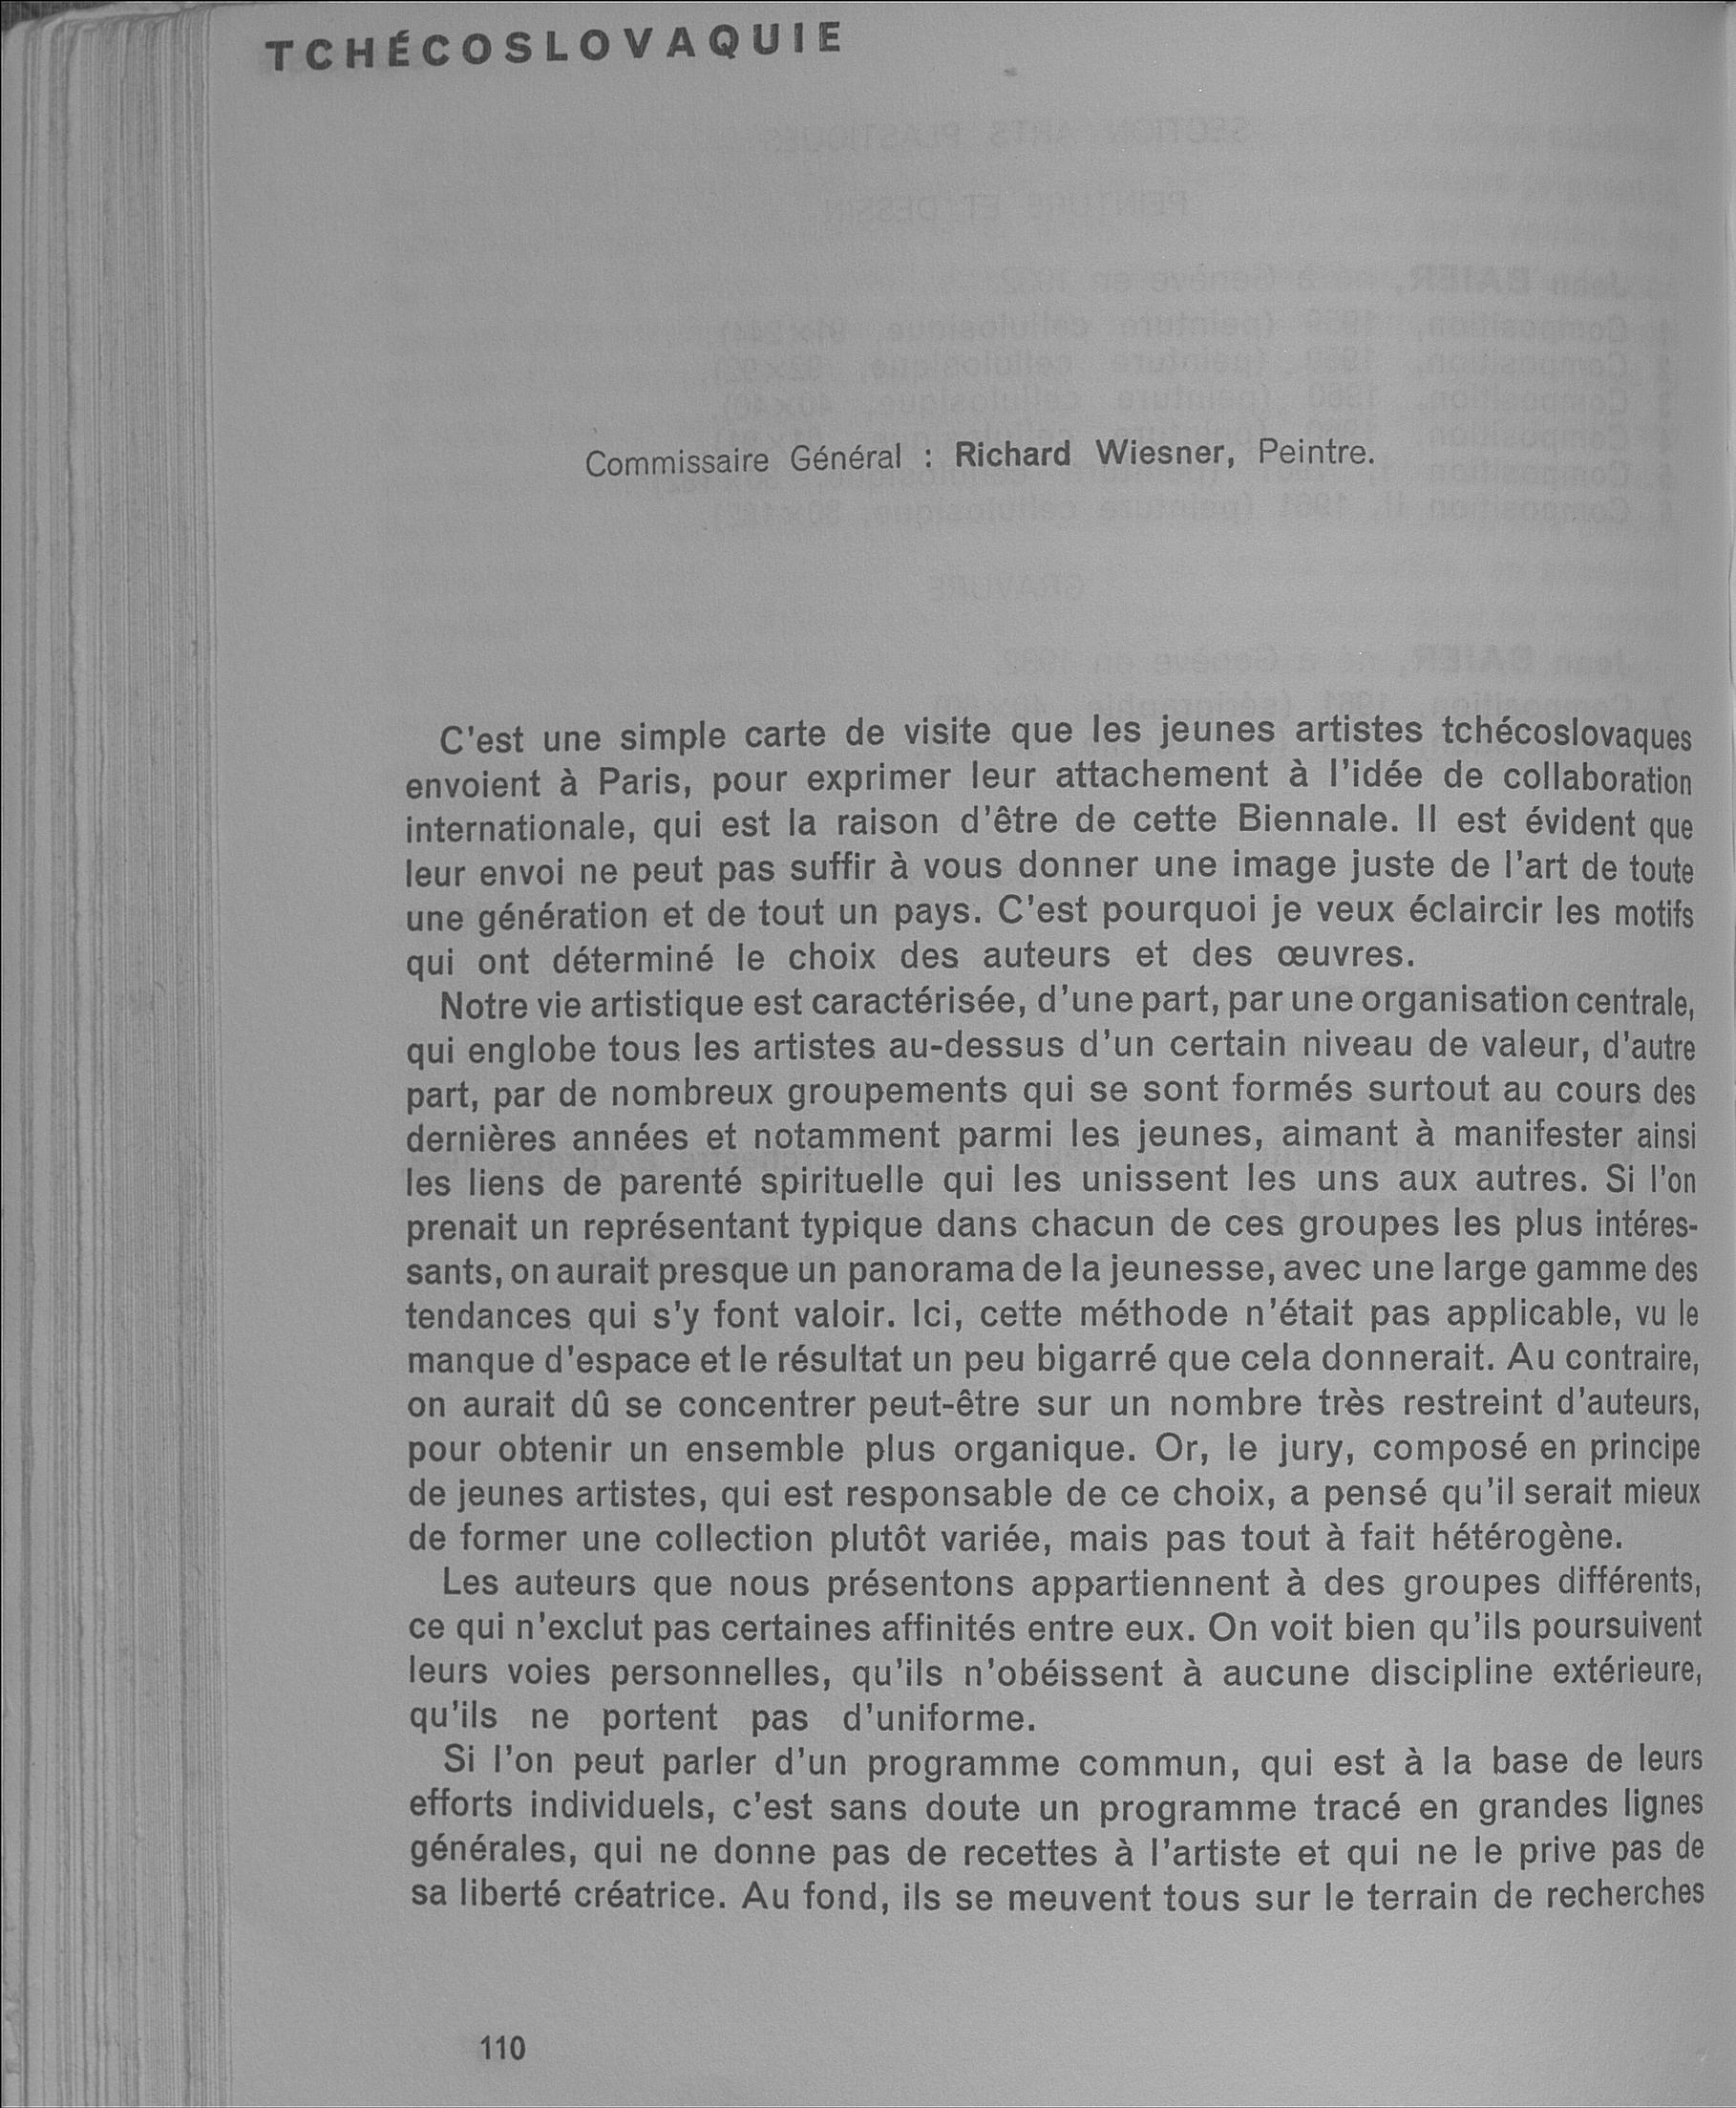 TCHÉCOSLOVAQUIE
Commissaire Général : Richard Wiesner, Peintre.
C'est une simple carte de visite que les jeunes artistes tchécoslovaques
envoient à Paris, pour exprimer leur attachement à l'idée de collaboration
internationale, qui est la raison d'être de cette Biennale. Il est évident que
leur envoi ne peut pas suffir à vous donner une image juste de l'art de toute
une génération et de tout un pays. C'est pourquoi je veux éclaircir les motifs
qui ont déterminé le choix des auteurs et des œuvres.
Notre vie artistique est caractérisée, d'une part, par une organisation centrale,
qui englobe tous les artistes au-dessus d'un certain niveau de valeur, d'autre
part, par de nombreux groupements qui se sont formés surtout au cours des
dernières années et notamment parmi les jeunes, aimant à manifester ainsi
les liens de parenté spirituelle qui les unissent les uns aux autres. Si l'on
prenait un représentant typique dans chacun de ces groupes les plus intéres-
sants, on aurait presque un panorama de la jeunesse, avec une large gamme des
tendances qui s'y font valoir. Ici, cette méthode n'était pas applicable, vu le
manque d'espace et le résultat un peu bigarré que cela donnerait. Au contraire,
on aurait dû se concentrer peut-être sur un nombre très restreint d'auteurs,
pour obtenir un ensemble plus organique. Or, le jury, composé en principe
de jeunes artistes, qui est responsable de ce choix, a pensé qu'il serait mieux
de former une collection plutôt variée, mais pas tout à fait hétérogène.
Les auteurs que nous présentons appartiennent à des groupes différents,
ce qui n'exclut pas certaines affinités entre eux. On voit bien qu'ils poursuivent
leurs voies personnelles, qu'ils n'obéissent à aucune discipline extérieure,
qu'ils ne portent pas d'uniforme.
Si l'on peut parler d'un programme commun, qui est à la base de leurs
efforts individuels, c'est sans doute un programme tracé en grandes lignes
générales, qui ne donne pas de recettes à l'artiste et qui ne le prive pas de
sa liberté créatrice. Au fond, ils se meuvent tous sur le terrain de recherches
110